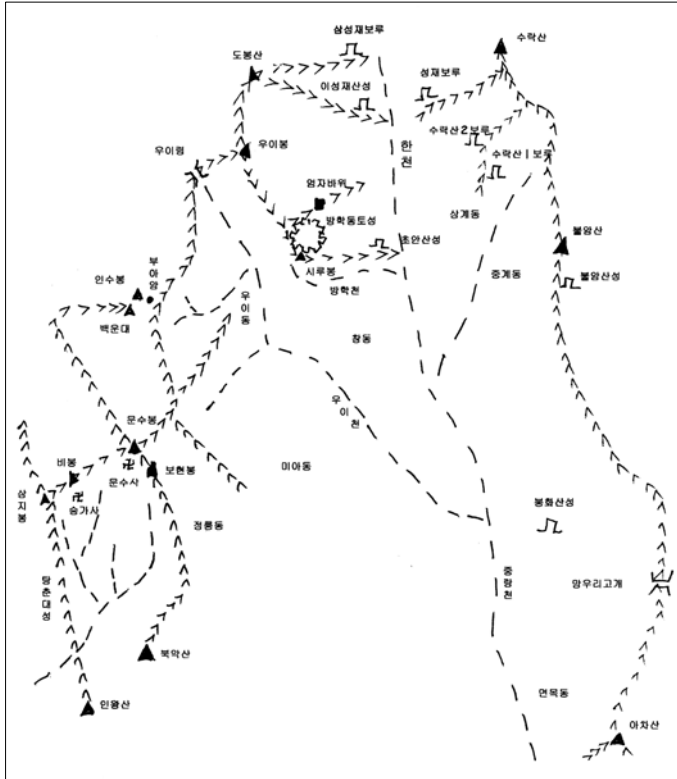 삼성재보루
수락산
도봉산
성재보루
이성재산성
우이령
우이봉
한천
수락산2보루
수락산1보루
엄자바위
방학동토성
상계동
초안산성
불암산
시루봉
중계동
인수봉
부아암
방학천
불암산성
백운대
우이동
창동
우이천
문수봉
비봉
보현봉
미아동
문수사
삼지봉
승가사
정릉동
봉화산성
탕춘대성
중랑천
망우리고개
북악산
면목동
인왕산
아차산